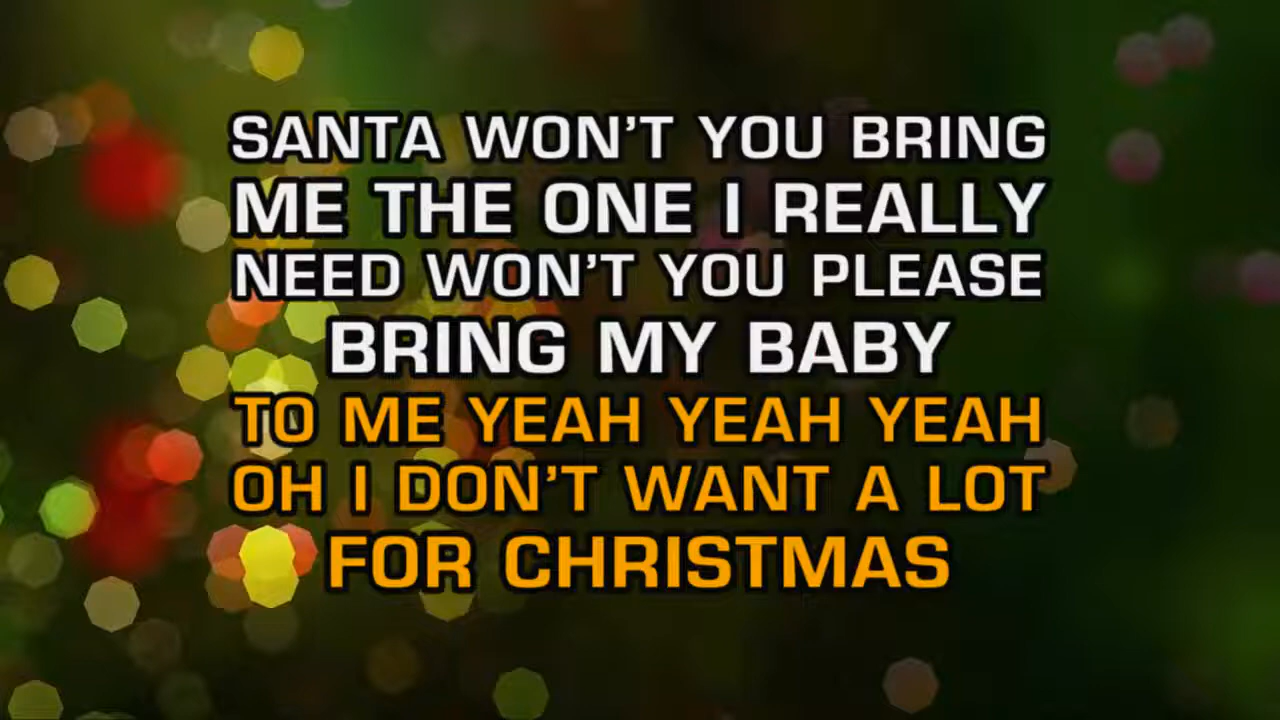 SANTA WON'T YOU BRING
ME THE ONE I REALLY
NEED WON'T YOU PLEASE
BRING MY BABY
TO ME YEAH YEAH YEAH
OH I DON'T WANT A LOT
FOR CHRISTMAS